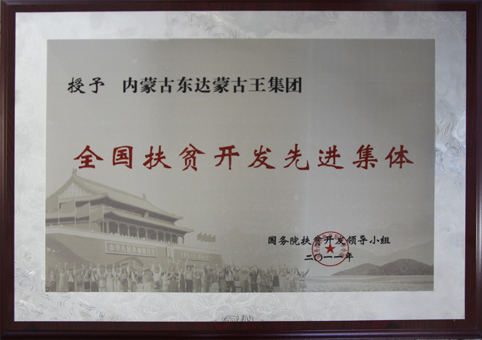 授予 内蒙古东达蒙古王集团
全国扶贫开发先进集体
国务院扶贫开发领导小组
二〇一一年